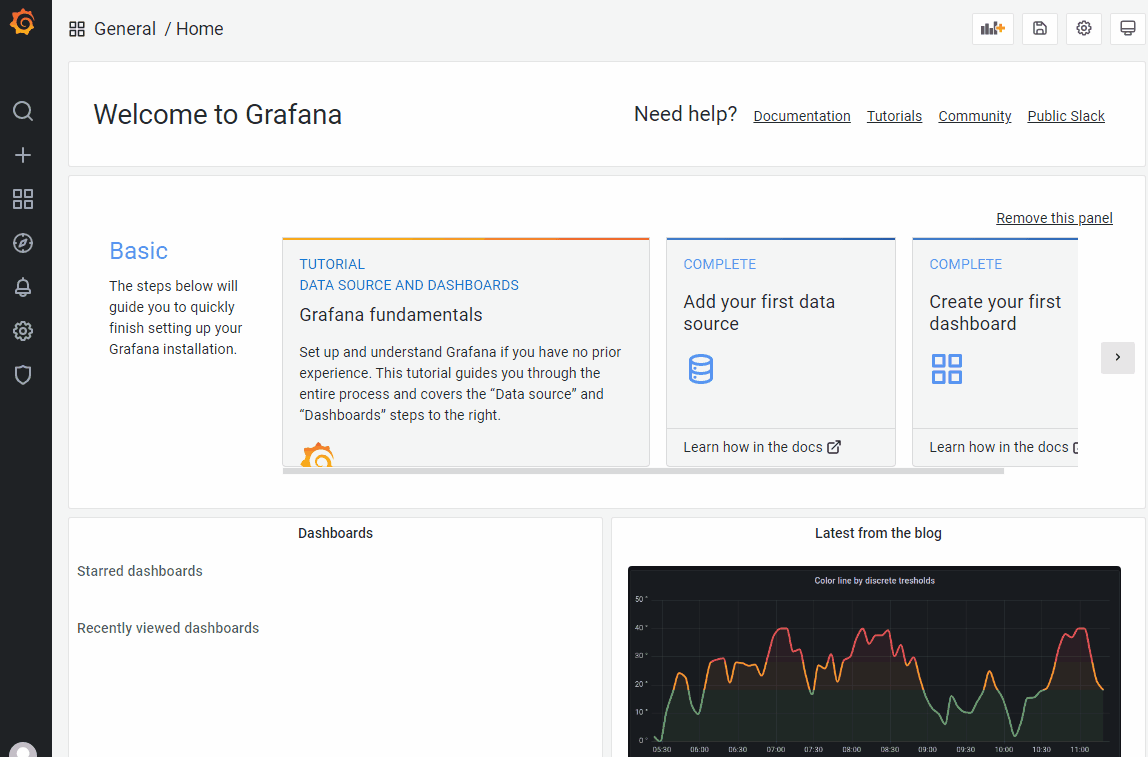 General / Home
Welcome to Grafana
Need help? Documentation Tutorials Community Public Slack
Remove this panel
Basic
The steps below will
guide you to quickly
finish setting up your
Grafana installation.
TUTORIAL
DATA SOURCE AND DASHBOARDS
Grafana fundamentals
Set up and understand Grafana if you have no prior
experience. This tutorial guides you through the
entire process and covers the “Data source” and
“Dashboards” steps to the right.
COMPLETE
Add your first data
source
Learn how in the docs
COMPLETE
Create your first
dashboard
Learn how in the docs
Dashboards
Starred dashboards
Recently viewed dashboards
Latest from the blog
Color line by discrete tresholds
50 °
40 °
30 °
20 °
10 °
0 °
05:30 06:00 06:30 07:00 07:30 08:00 08:30 09:00 09:30 10:00 10:30 11:00